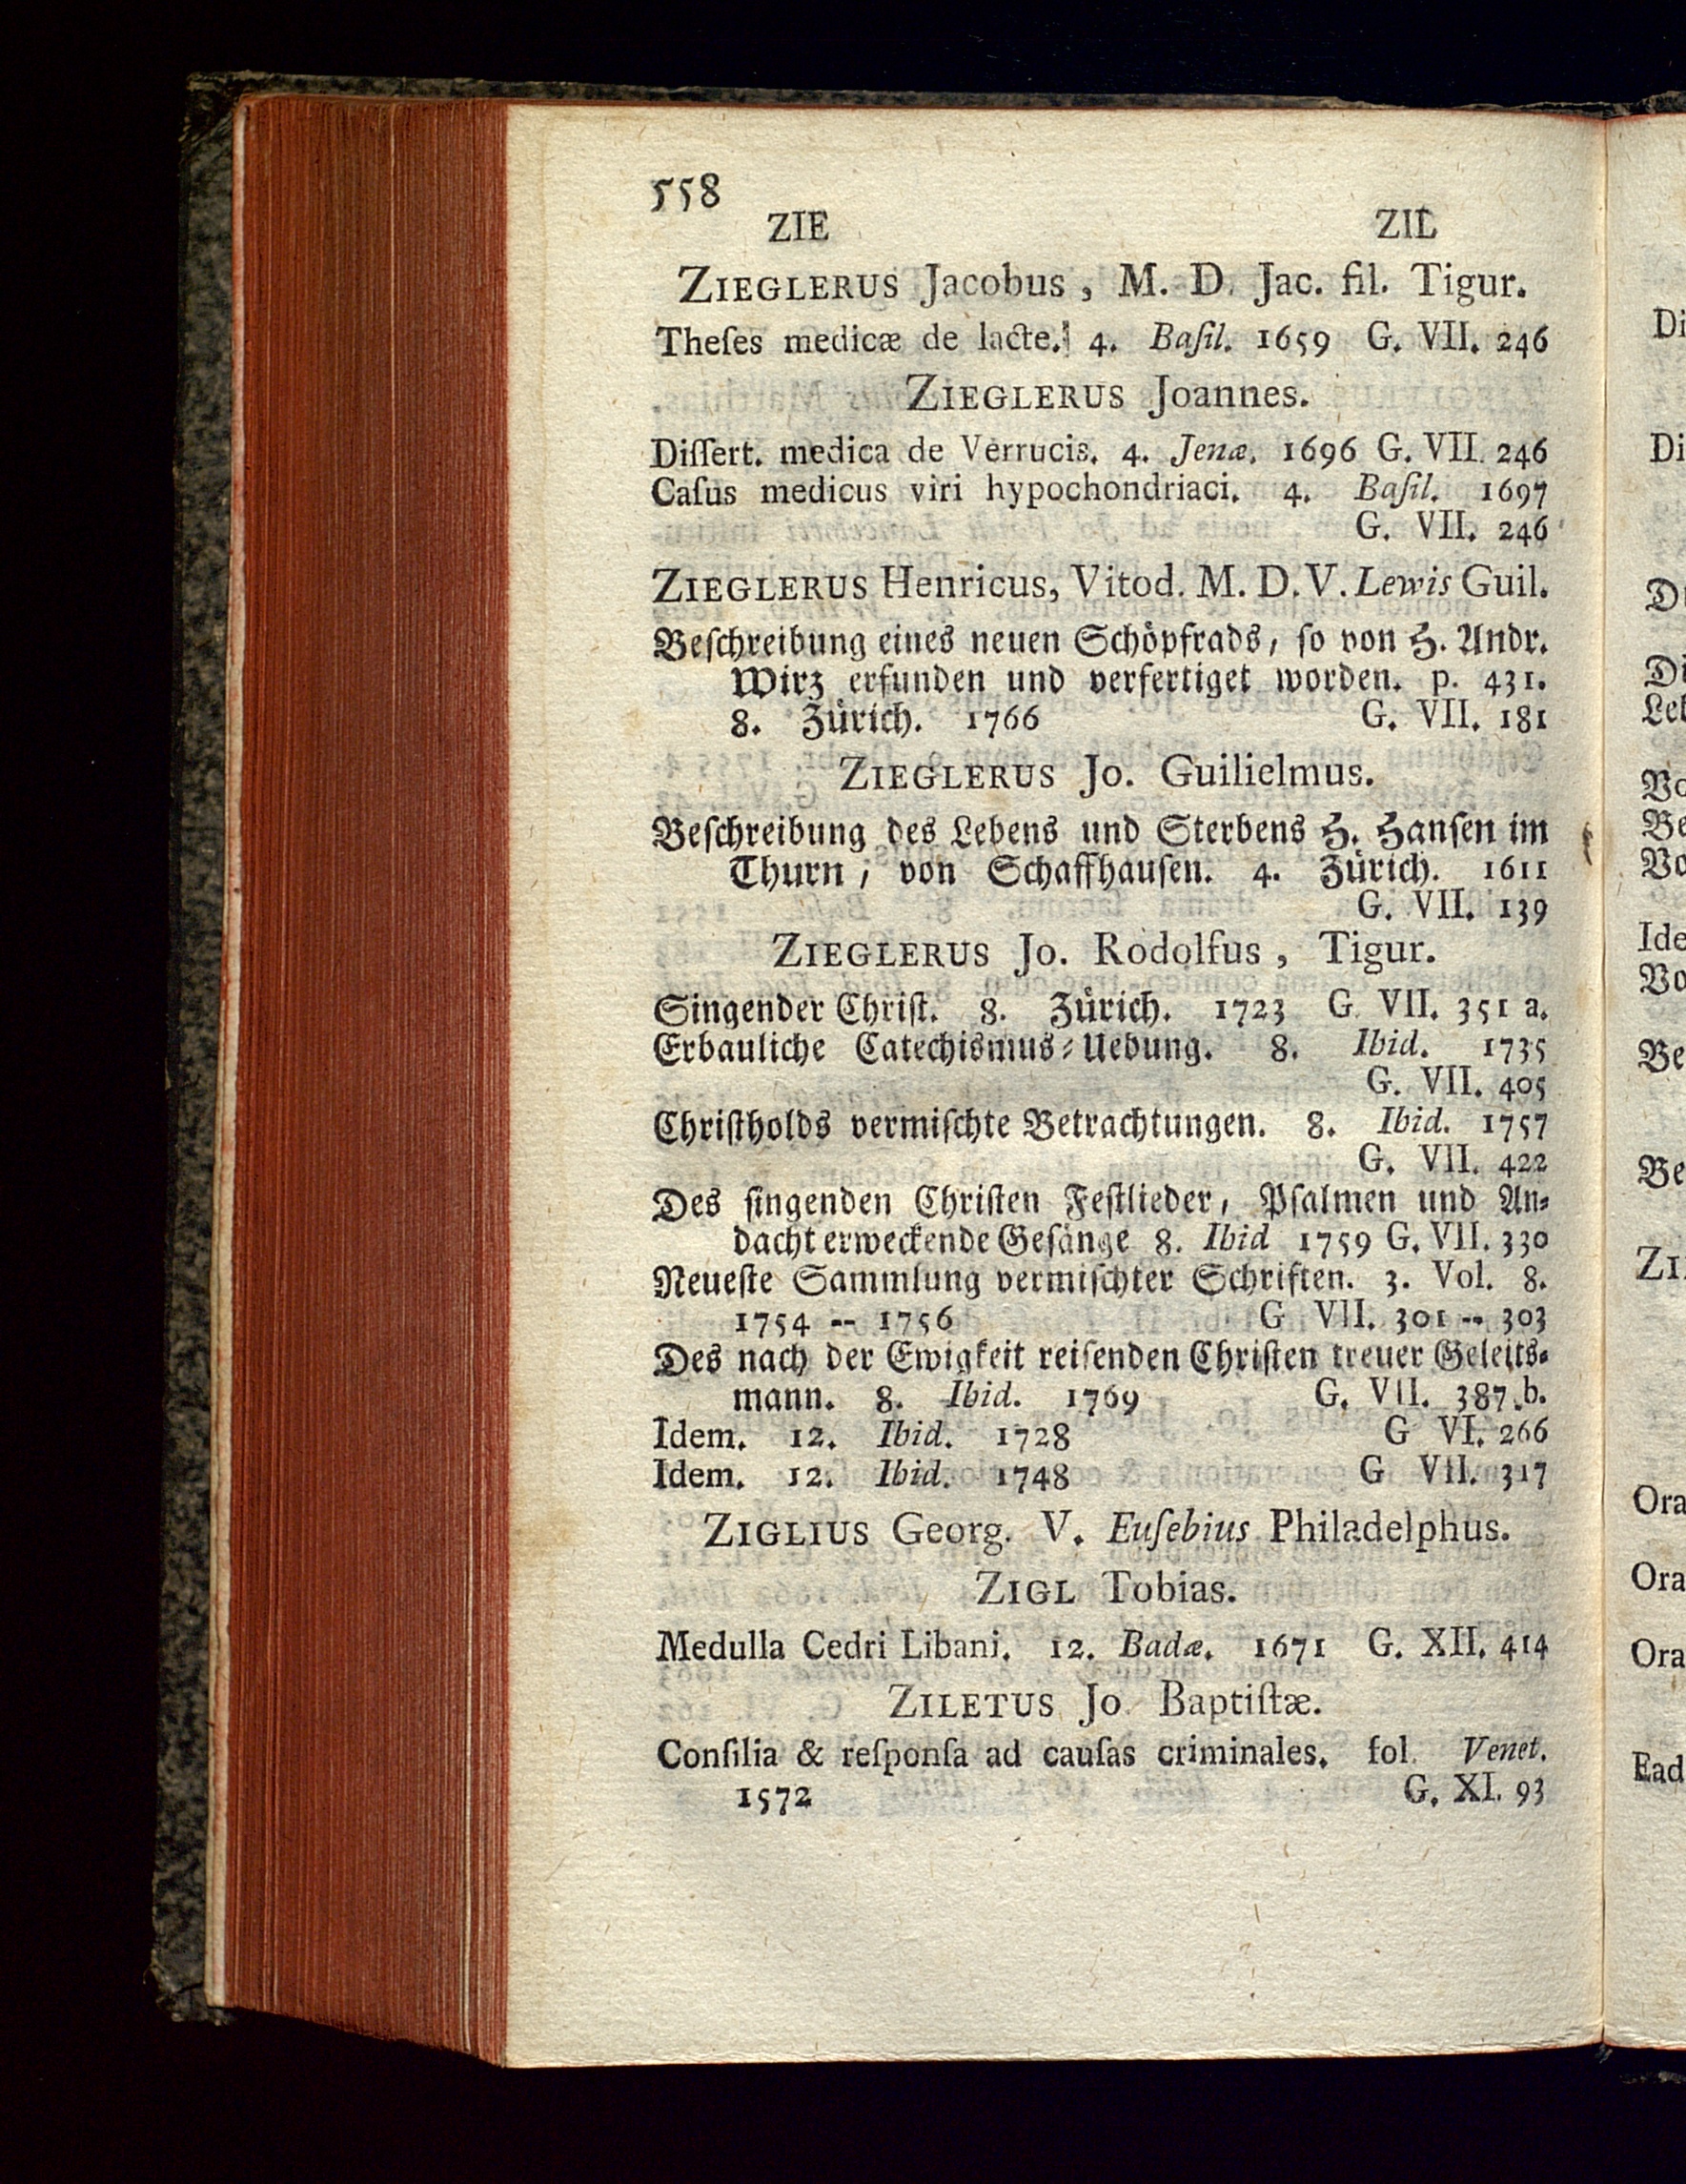 558
ZIE ZIL
ZIEGLERUS Jacobus, M. D. Jac. fil. Tigur.
Theſes medicæ de lacte. 4. Baſil. 1659 G. VII. 246
ZIEGLERUS Joannes.
Diſſert. medica de Verrucis. 4. Jenæ. 1696 G. VII. 246
Caſus medicus viri hypochondriaci. 4. Baſil. 1697
G. VII. 246
ZIEGLERUS Henricus, Vitod. M. D. V. Lewis Guil.
Beſchreibung eines neuen Schöpfrads, ſo von H. Andr.
Wirz erfunden und verfertiget worden. p. 431.
8. Zürich. 1766 G. VII. 181
ZIEGLERUS Jo. Guilielmus.
Beſchreibung des Lebens und Sterbens H. Hanſen im
Thurn, von Schaffhauſen. 4. Zürich. 1611
G. VII. 139
ZIEGLERUS Jo. Rodolfus, Tigur.
Singender Chriſt. 8. Zürich. 1723 G. VII. 351 a.
Erbauliche Catechismus-Uebung. 8. Ibid. 1735
G. VII. 405
Chriſtholds vermiſchte Betrachtungen. 8. Ibid. 1757
G. VII. 422
Des ſingenden Chriſten Feſtlieder, Pſalmen und An-
dacht erweckende Geſänge 8. Ibid 1759 G. VII. 330
Neueſte Sammlung vermiſchter Schriften. 3. Vol. 8.
1754 -- 1756 G VII. 301 -- 303
Des nach der Ewigkeit reiſenden Chriſten treuer Geleits-
mann. 8. Ibid. 1769 G. VII. 387.b.
Idem. 12. Ibid. 1728 G VI. 266
Idem. 12. Ibid. 1748 G VII. 317
ZIGLIUS Georg. V. Euſebius Philadelphus.
ZIGL Tobias.
Medulla Cedri Libani. 12. Badæ. 1671 G. XII. 414
ZILETUS Jo Baptiſtæ.
Conſilia & reſponſa ad cauſas criminales. fol. Venet.
1572 G. XI. 93